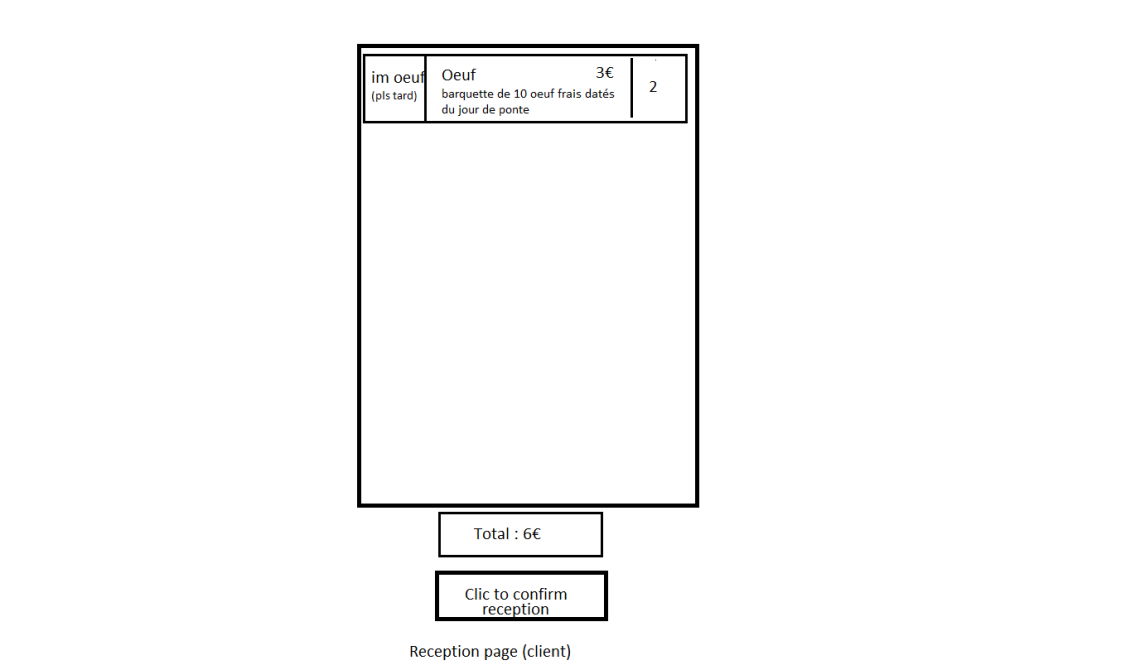 im oeuf
(pls tard)
Oeuf 3€
barquette de 10 oeuf frais datés
du jour de ponte
2
Total : 6€
Clic to confirm
reception
Reception page (client)